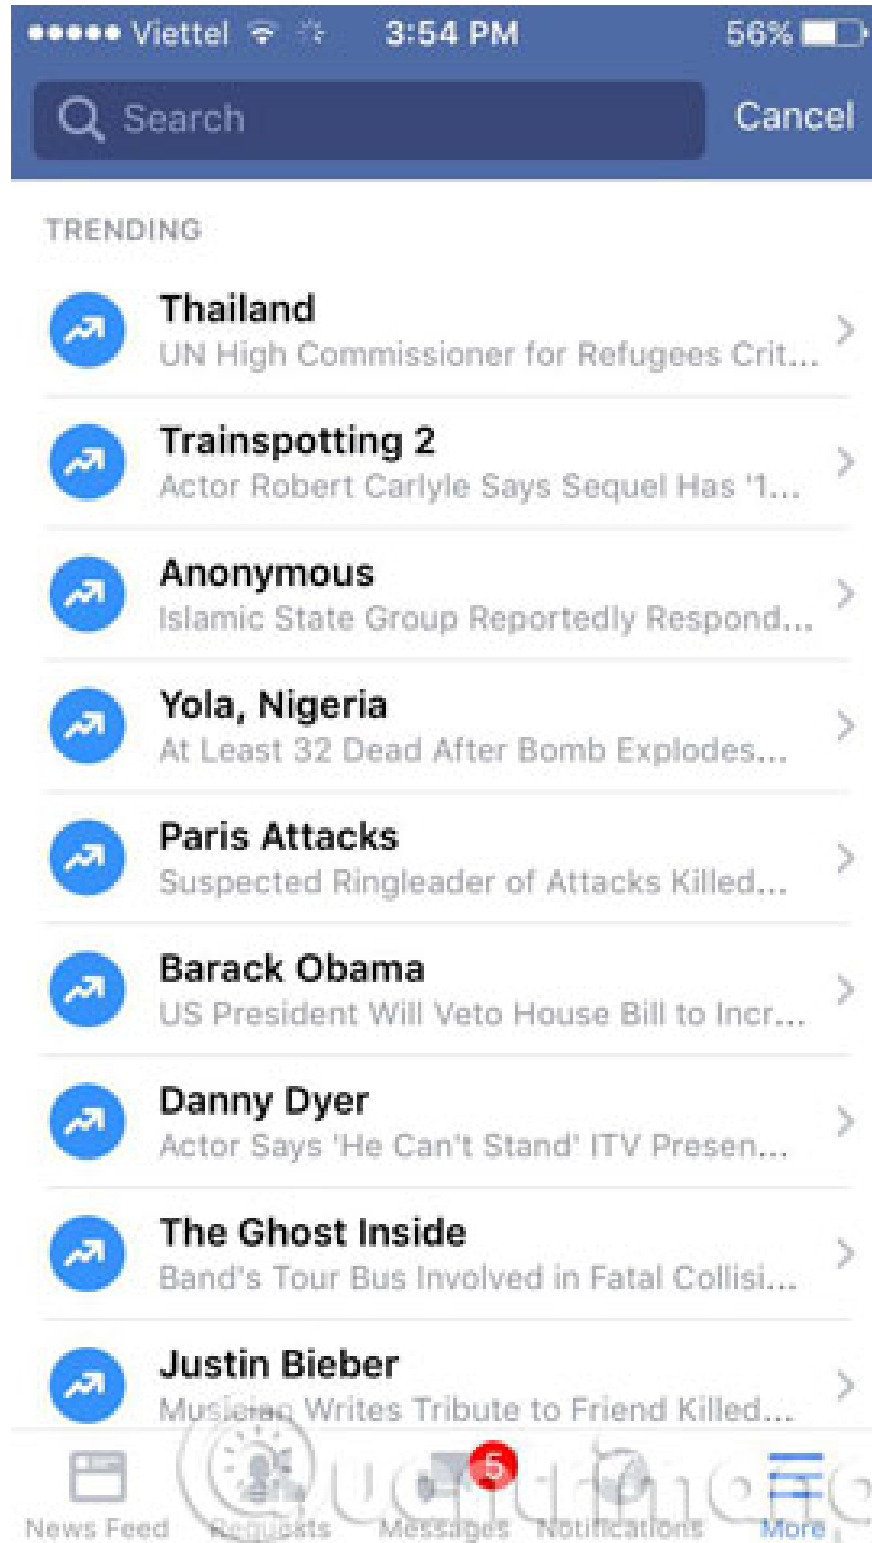 Viettel 3:54 PM 56%
Search Cancel
TRENDING
Thailand
UN High Commissioner for Refugees Crit...
Trainspotting 2
Actor Robert Carlyle Says Sequel Has '1...
Anonymous
Islamic State Group Reportedly Respond...
Yola, Nigeria
At Least 32 Dead After Bomb Explodes...
Paris Attacks
Suspected Ringleader of Attacks Killed...
Barack Obama
US President Will Veto House Bill to Incr...
Danny Dyer
Actor Says 'He Can't Stand' ITV Presen...
The Ghost Inside
Band's Tour Bus Involved in Fatal Collisi...
Justin Bieber
Musician Writes Tribute to Friend Killed...
5
News Feed Requests Messages Notifications More